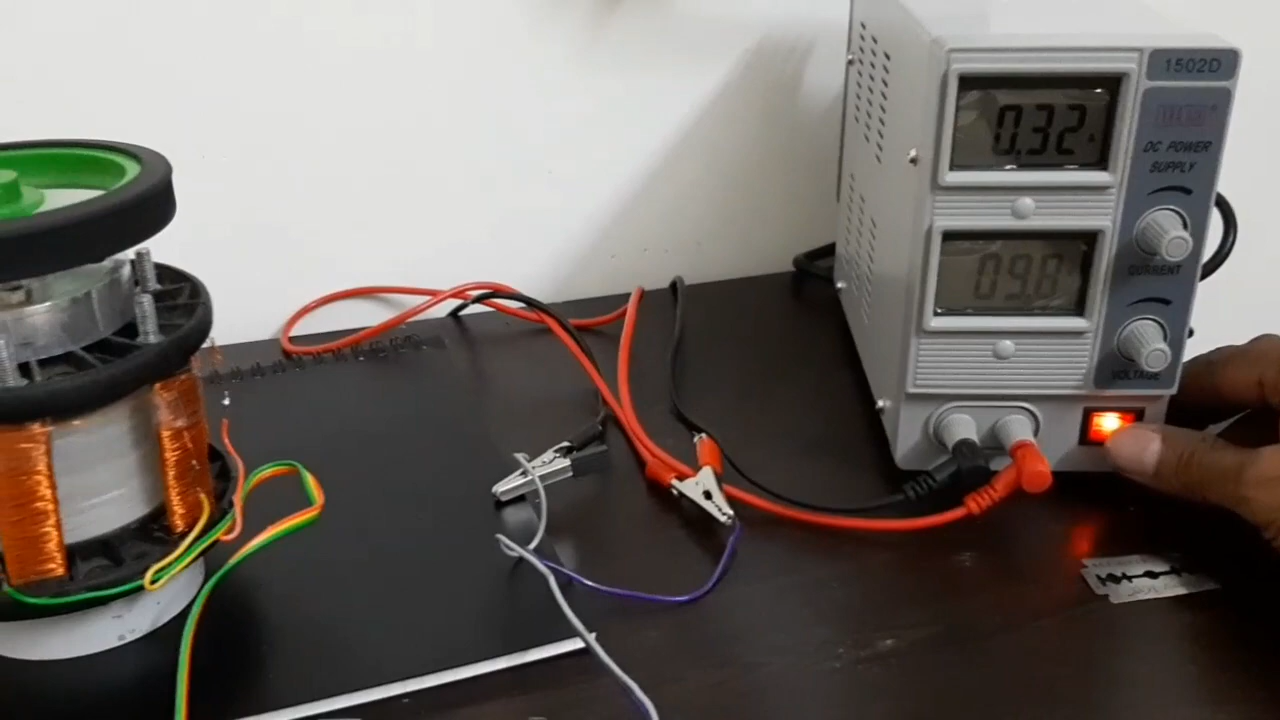 1502D
0.32 A
DC POWER
SUPPLY
CURRENT
09.8
VOLTAGE